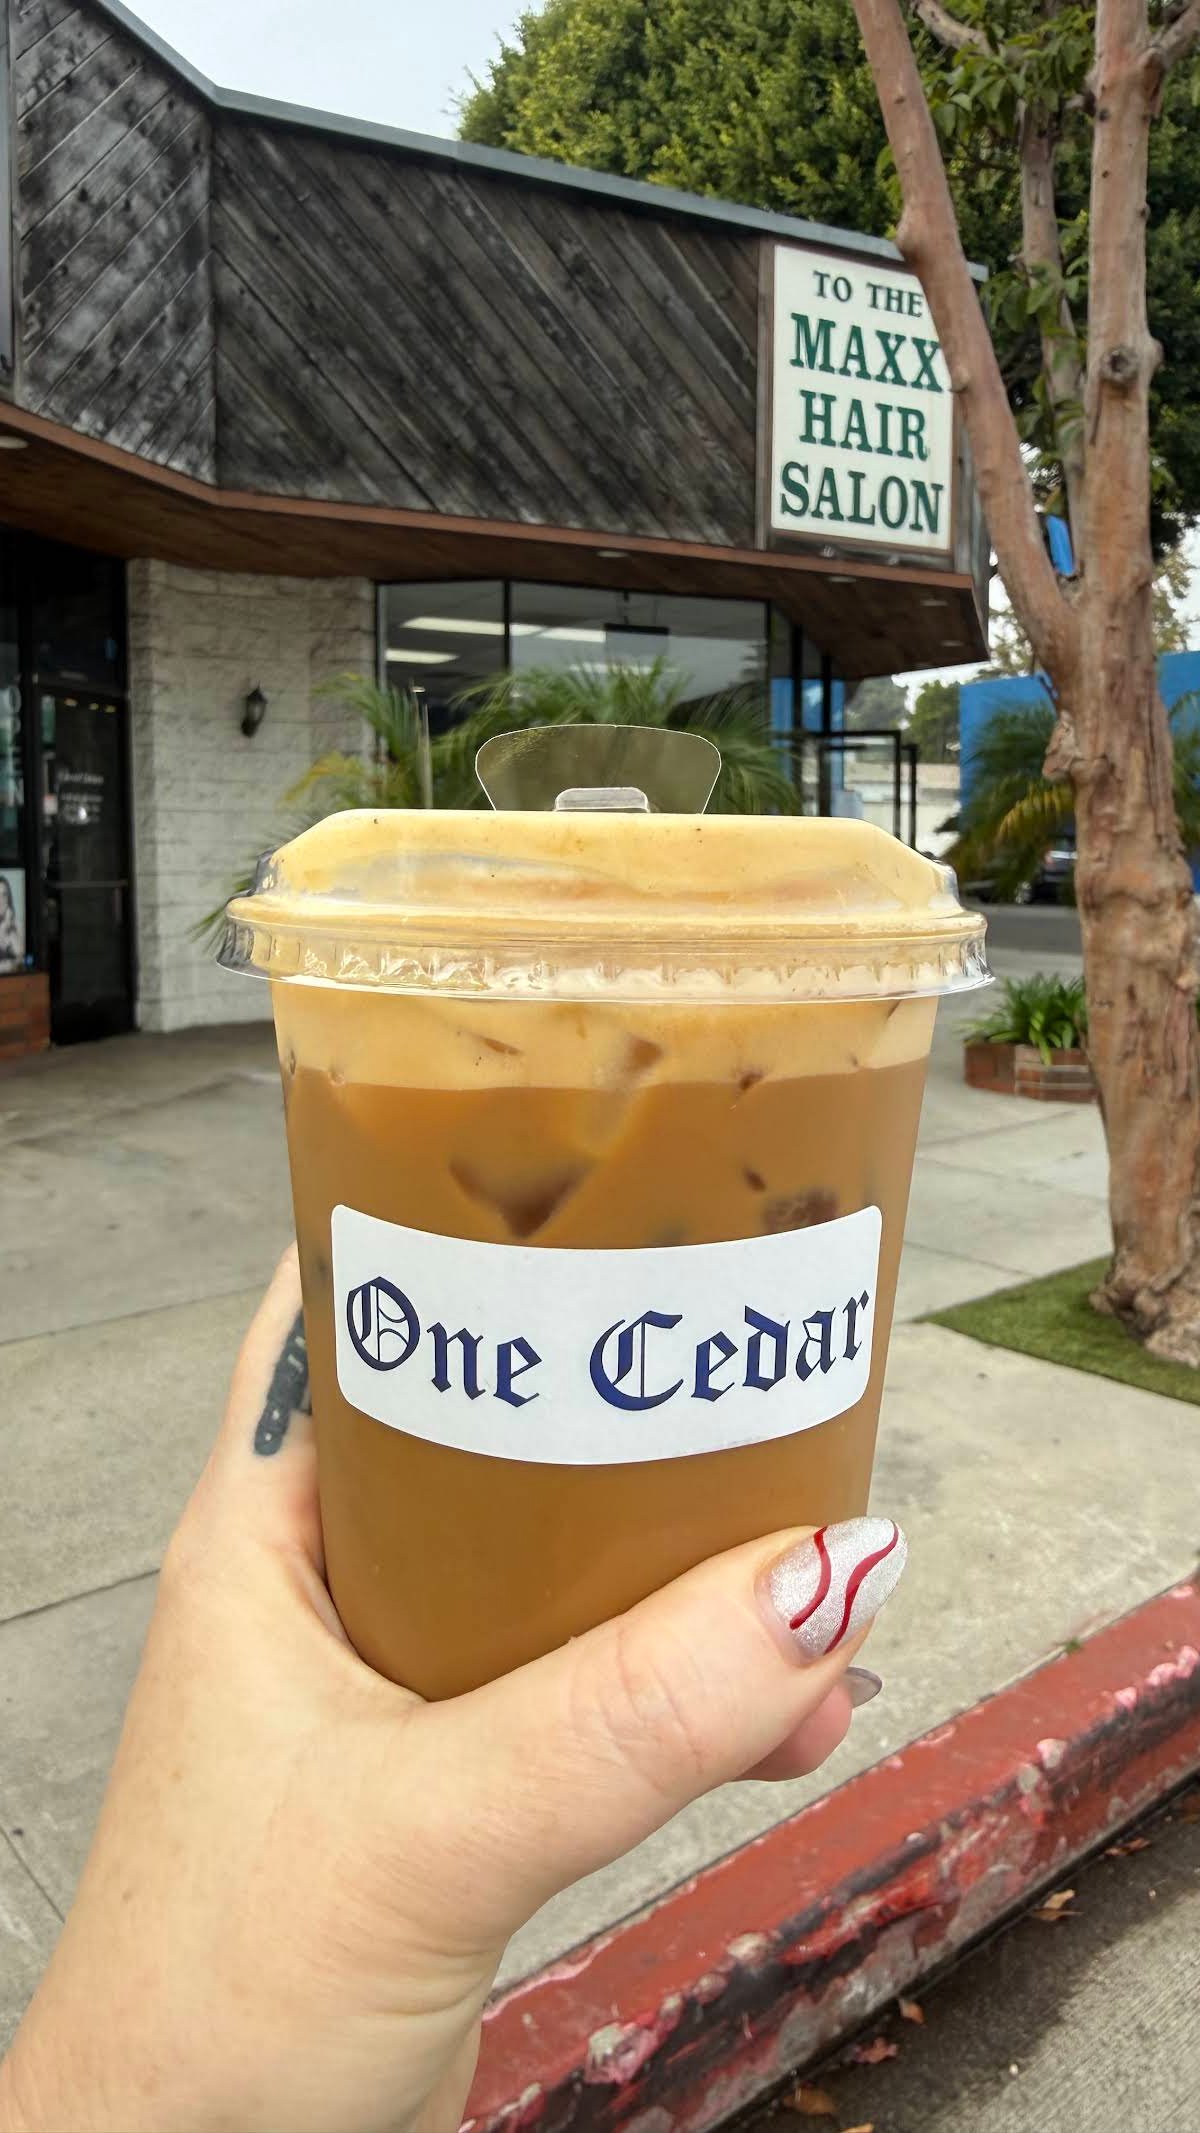 TO THE
MAXX
HAIR
SALON
One Cedar